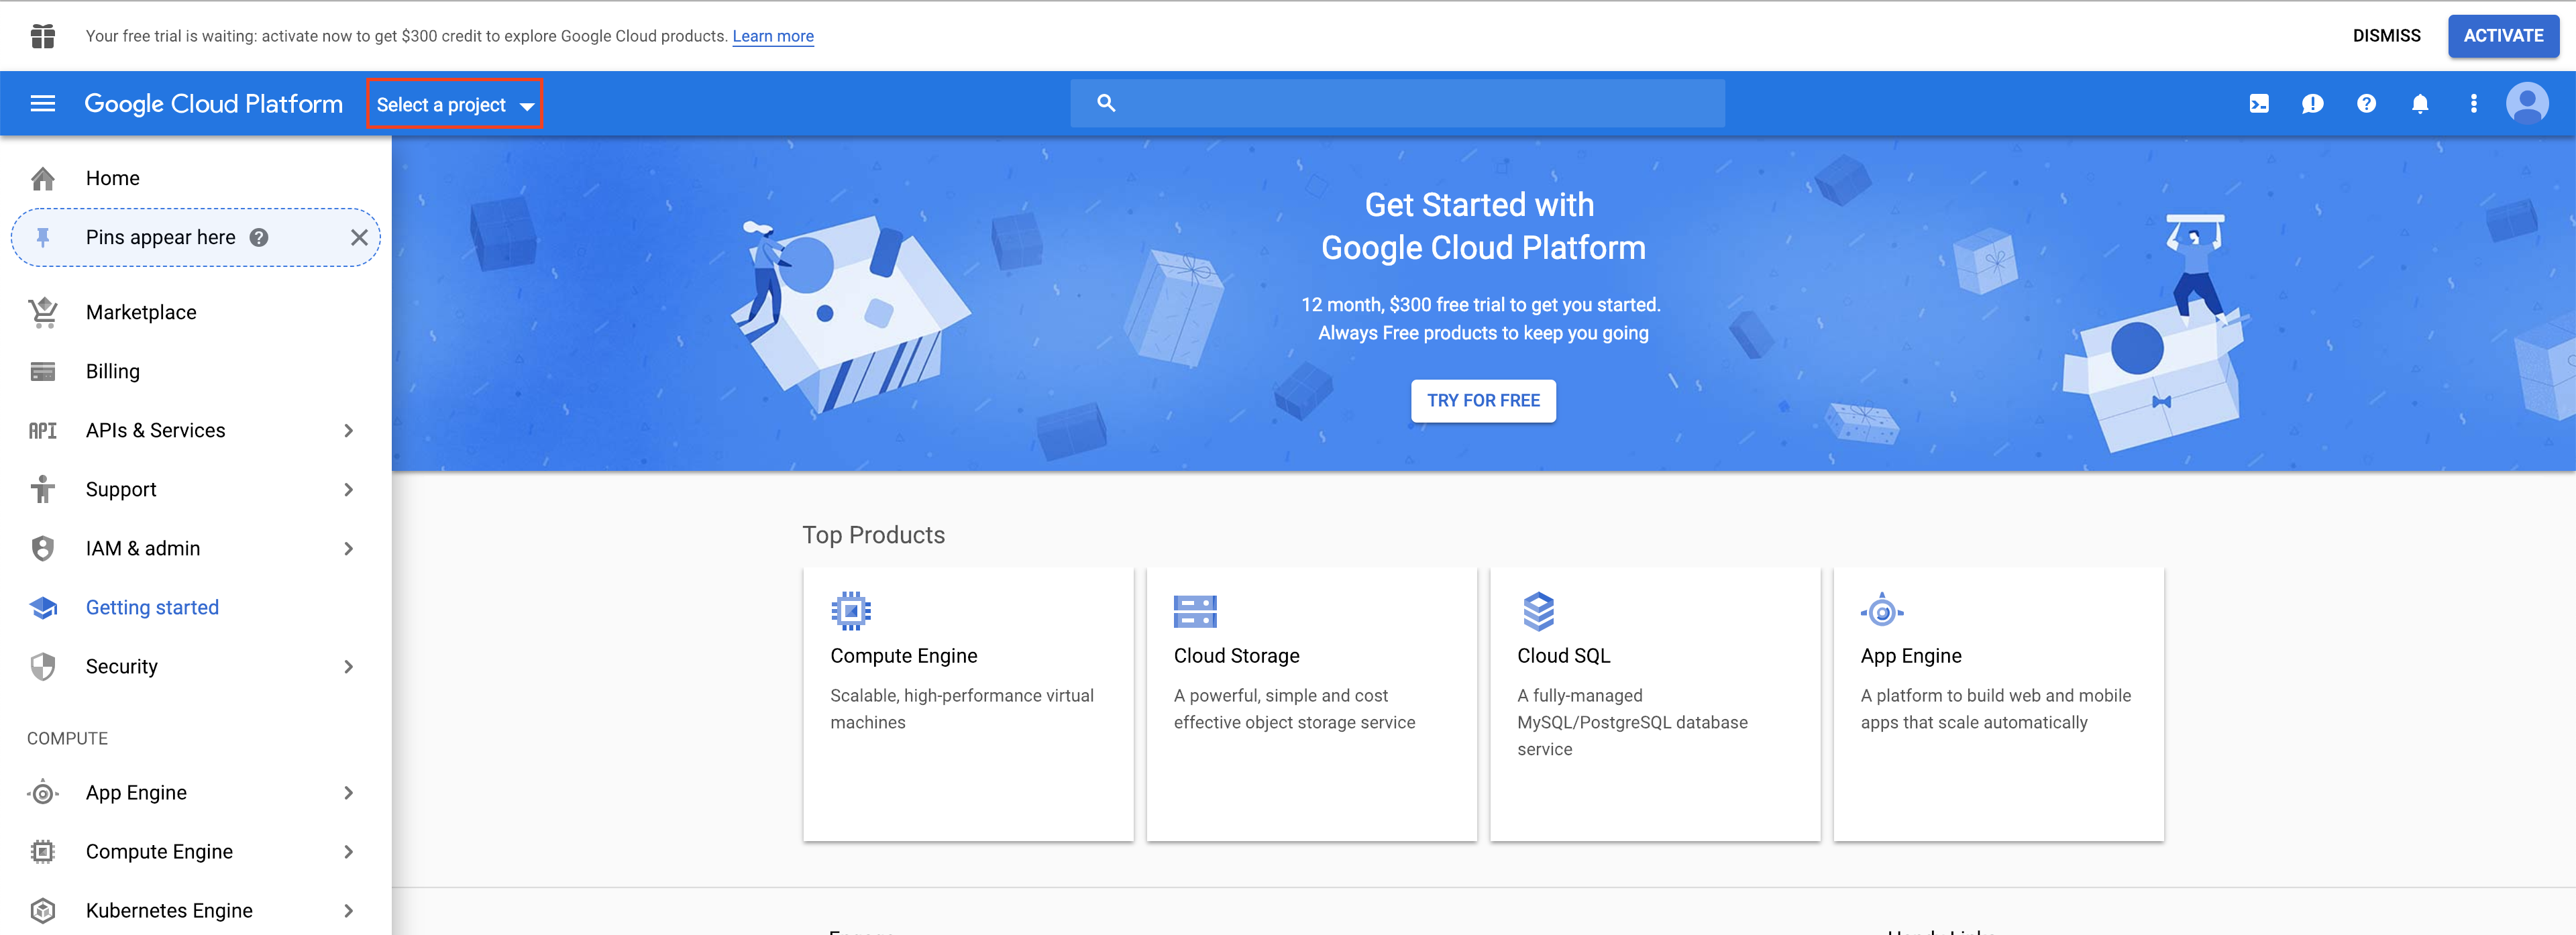 Your free trial is waiting: activate now to get $300 credit to explore Google Cloud products. Learn more
DISMISS
ACTIVATE
Google Cloud Platform
Select a project
Home
Pins appear here
Marketplace
Billing
API APIs & Services
Support
IAM & admin
Getting started
Security
COMPUTE
App Engine
Compute Engine
Kubernetes Engine
Get Started with
Google Cloud Platform
12 month, $300 free trial to get you started.
Always Free products to keep you going
TRY FOR FREE
Top Products
Compute Engine
Scalable, high-performance virtual
machines
Cloud Storage
A powerful, simple and cost
effective object storage service
Cloud SQL
A fully-managed
MySQL/PostgreSQL database
service
App Engine
A platform to build web and mobile
apps that scale automatically